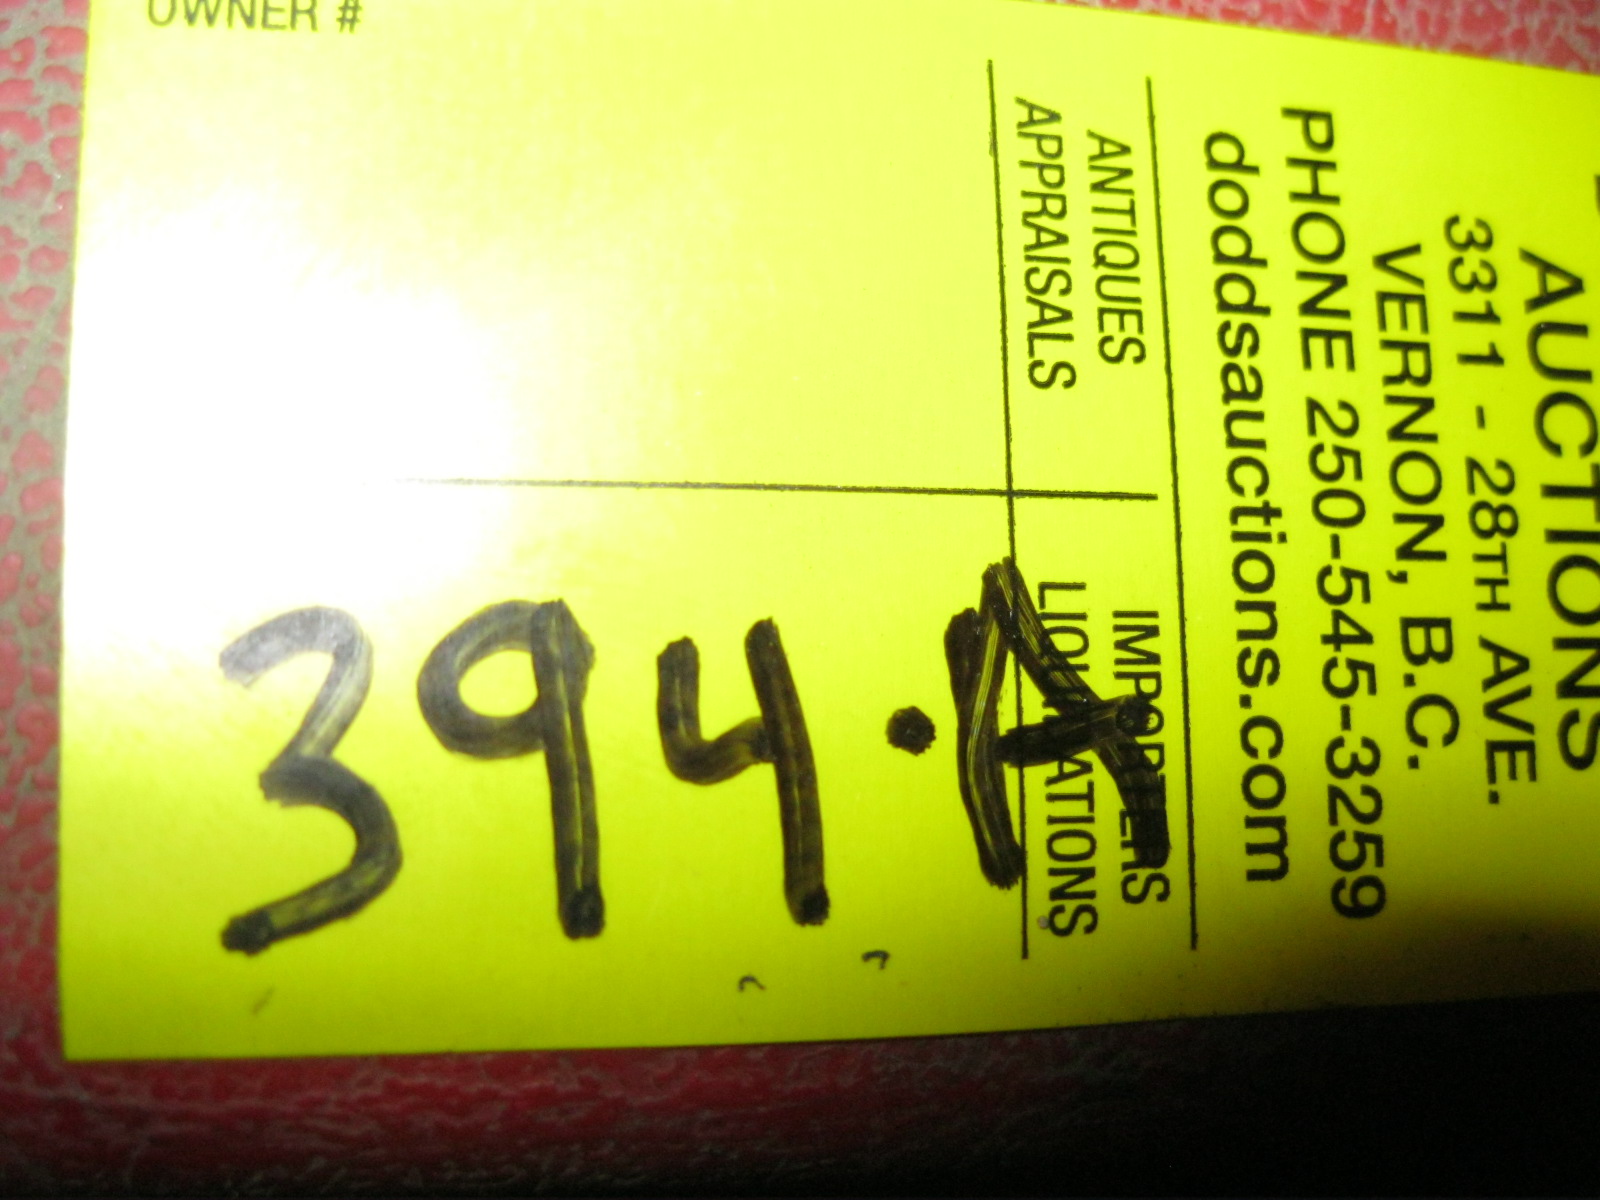 OWNER #
AUCTIONS
3311 - 28TH AVE.
VERNON, B.C.
PHONE 250-545-3259
doddsauctions.com
ANTIQUES
APPRAISALS
IMPORTERS
LIQUIDATIONS
394·A